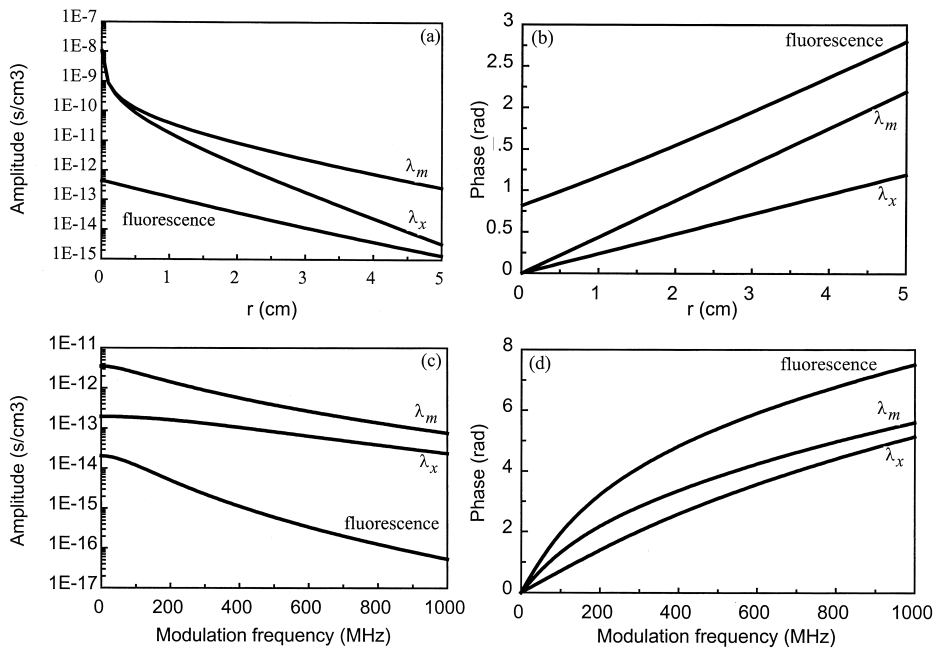 (a)
Amplitude (s/cm3)
1E-7
1E-8
1E-9
1E-10
1E-11
1E-12
1E-13
1E-14
1E-15
λm
λx
fluorescence
0 1 2 3 4 5
r (cm)
(b)
Phase (rad)
3
2.5
2
1.5
1
0.5
0
fluorescence
λm
λx
0 1 2 3 4 5
r (cm)
(c)
Amplitude (s/cm3)
1E-11
1E-12
1E-13
1E-14
1E-15
1E-16
1E-17
λm
λx
fluorescence
0 200 400 600 800 1000
Modulation frequency (MHz)
(d)
Phase (rad)
8
6
4
2
0
fluorescence
λm
λx
0 200 400 600 800 1000
Modulation frequency (MHz)